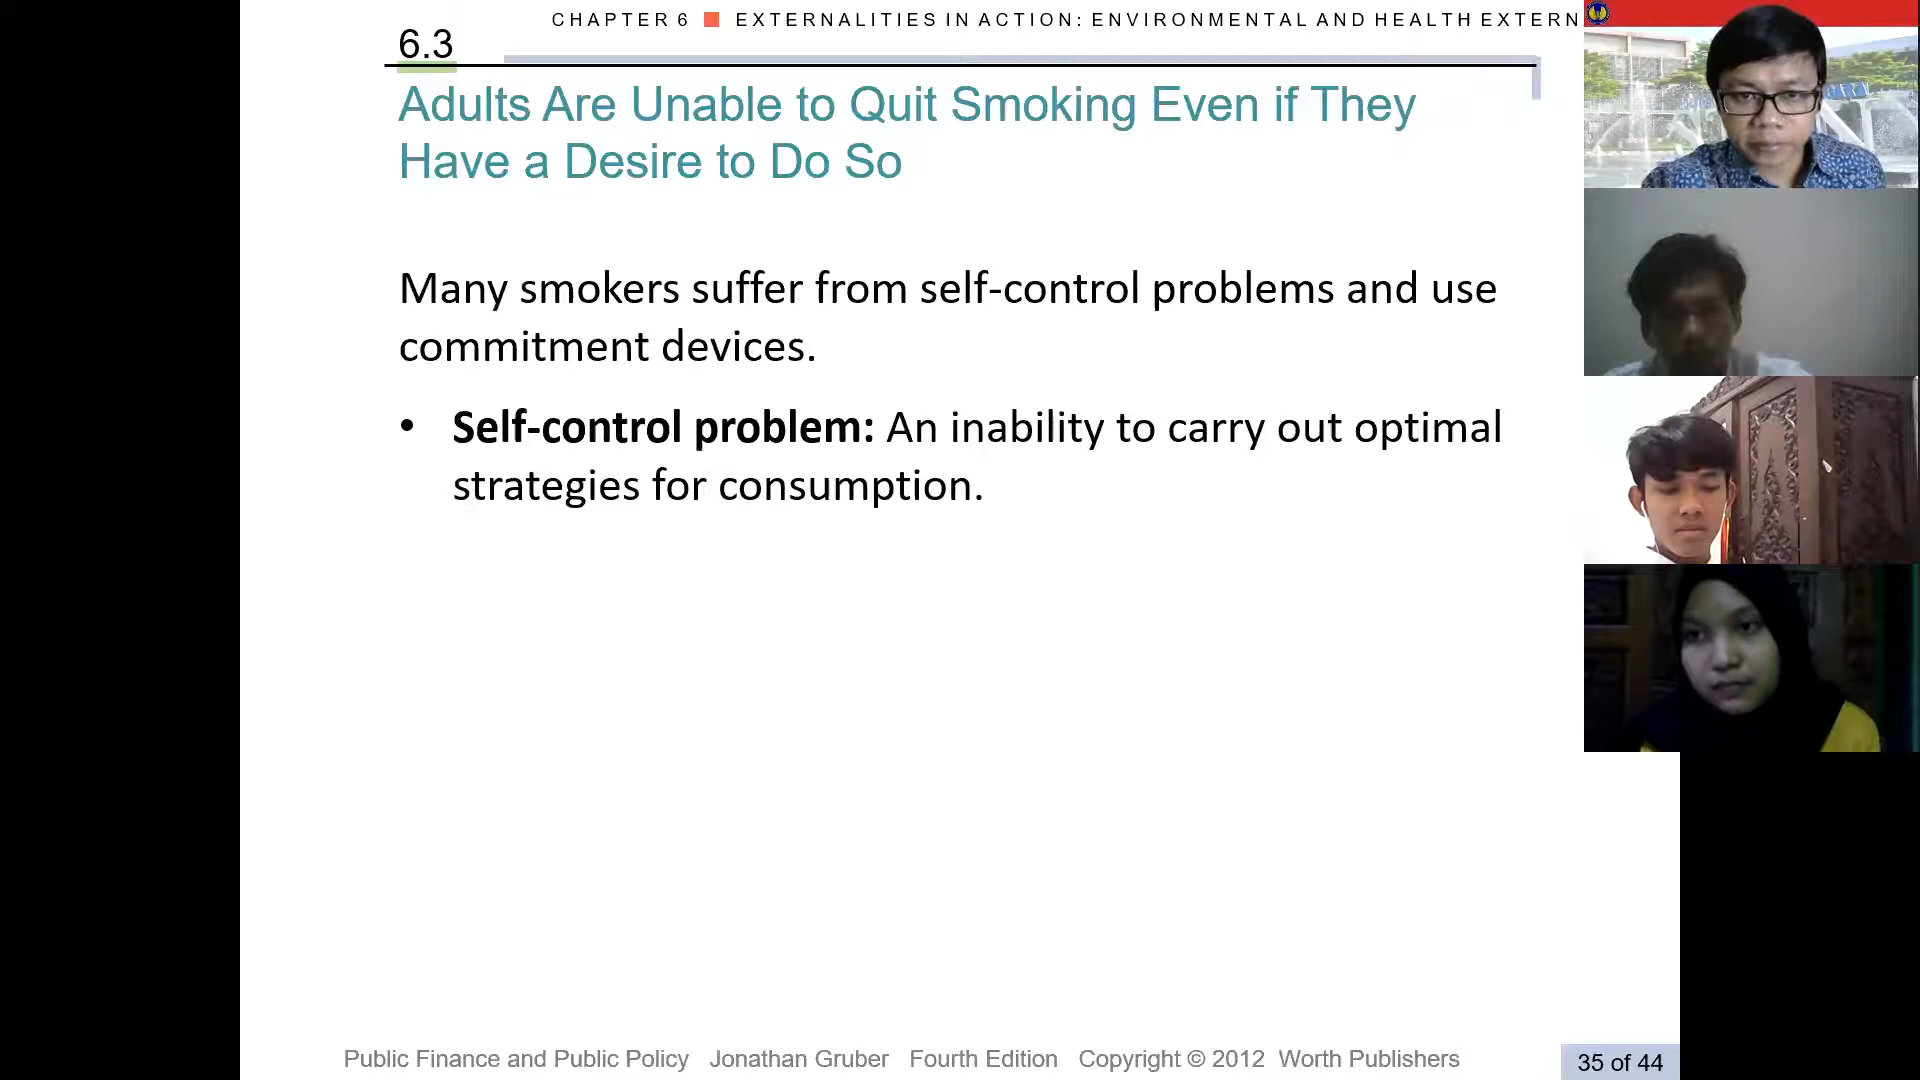 CHAPTER 6 ■ EXTERNALITIES IN ACTION: ENVIRONMENTAL AND HEALTH EXTERN
6.3
Adults Are Unable to Quit Smoking Even if They
Have a Desire to Do So
Many smokers suffer from self-control problems and use
commitment devices.
• Self-control problem: An inability to carry out optimal
strategies for consumption.
Public Finance and Public Policy Jonathan Gruber Fourth Edition Copyright © 2012 Worth Publishers
35 of 44